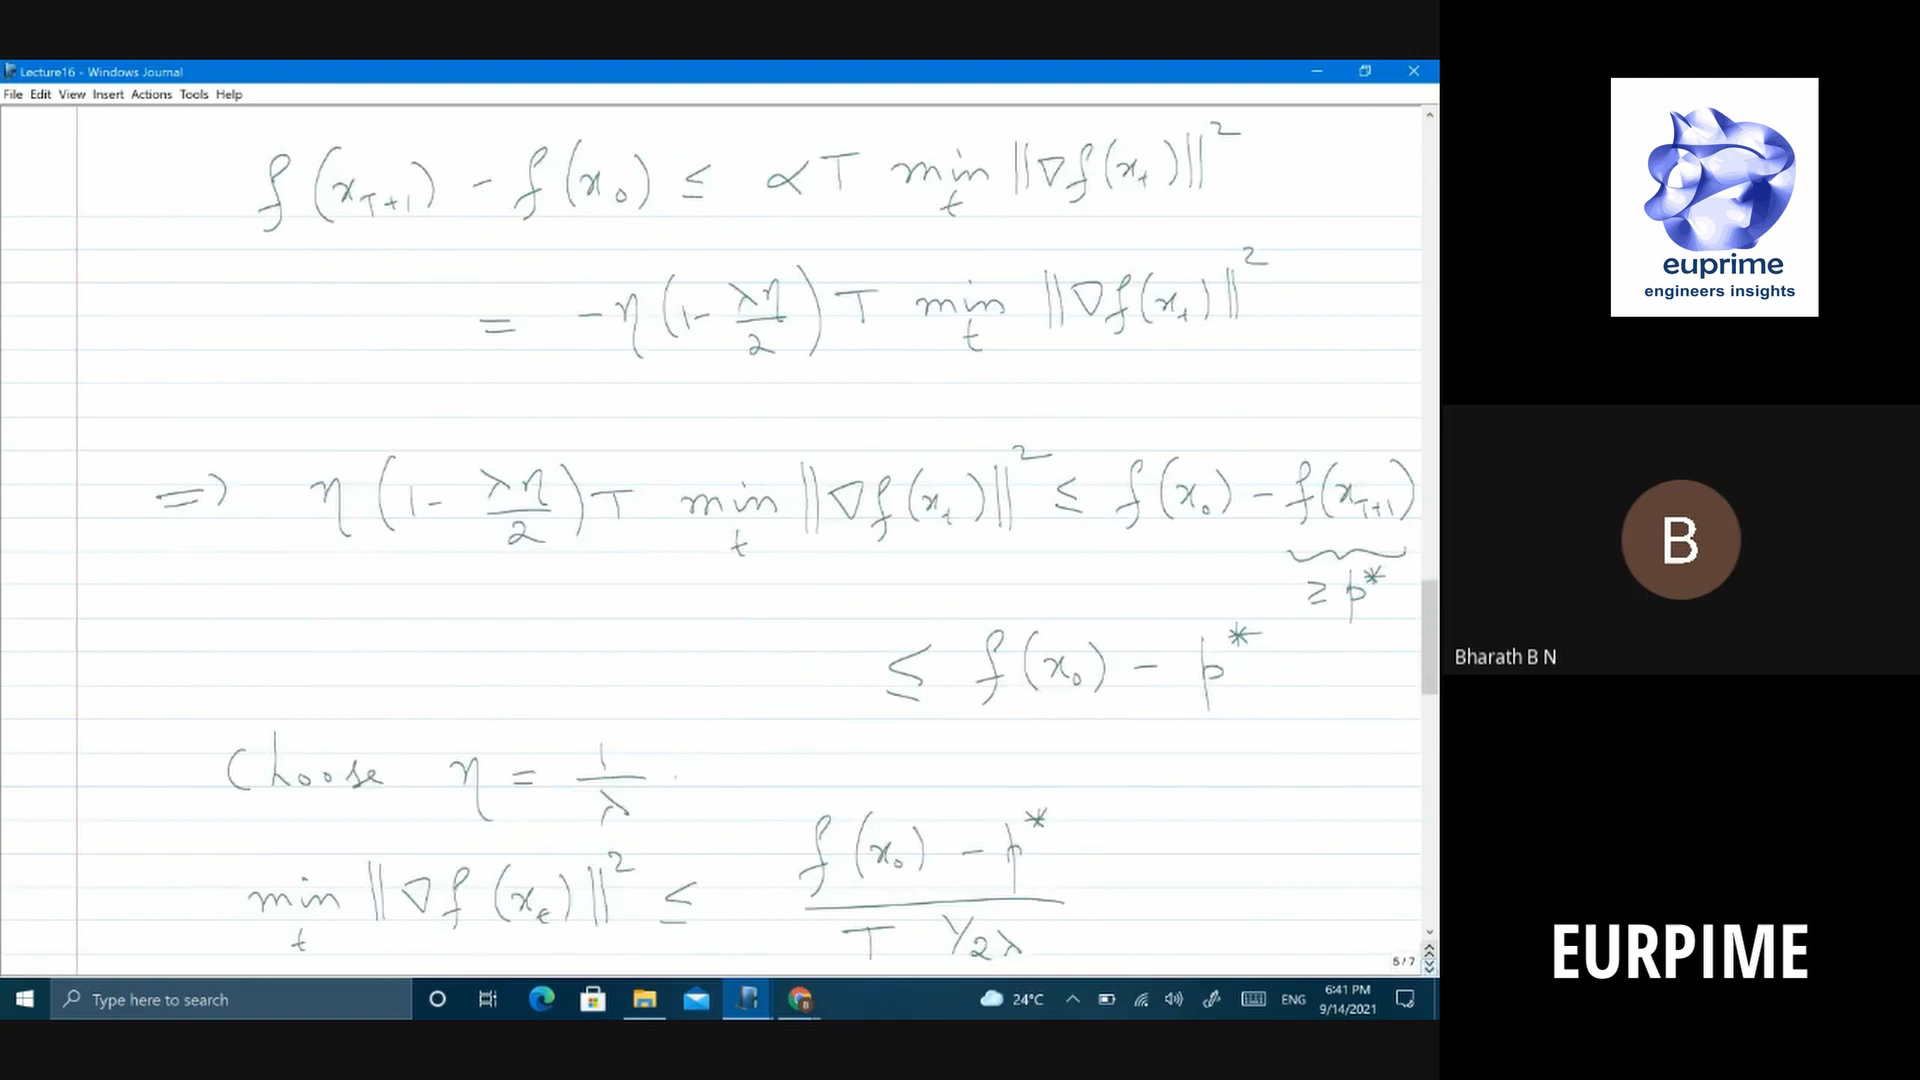 Lecture16 - Windows Journal
File Edit View Insert Actions Tools Help
f(x_{T+1}) - f(x_0) ≤ αT min_t ||∇f(x_t)||^2
= -η(1 - λη/2) T min_t ||∇f(x_t)||^2
=> η(1 - λη/2) T min_t ||∇f(x_t)||^2 ≤ f(x_0) - f(x_{T+1})
≥ p*
≤ f(x_0) - p*
Choose η = 1/λ .
min_t ||∇f(x_t)||^2 ≤ (f(x_0) - p*) / (T 1/2λ)
5 / 7
Type here to search
24°C
ENG
6:41 PM
9/14/2021
euprime
engineers insights
B
Bharath B N
EURPIME